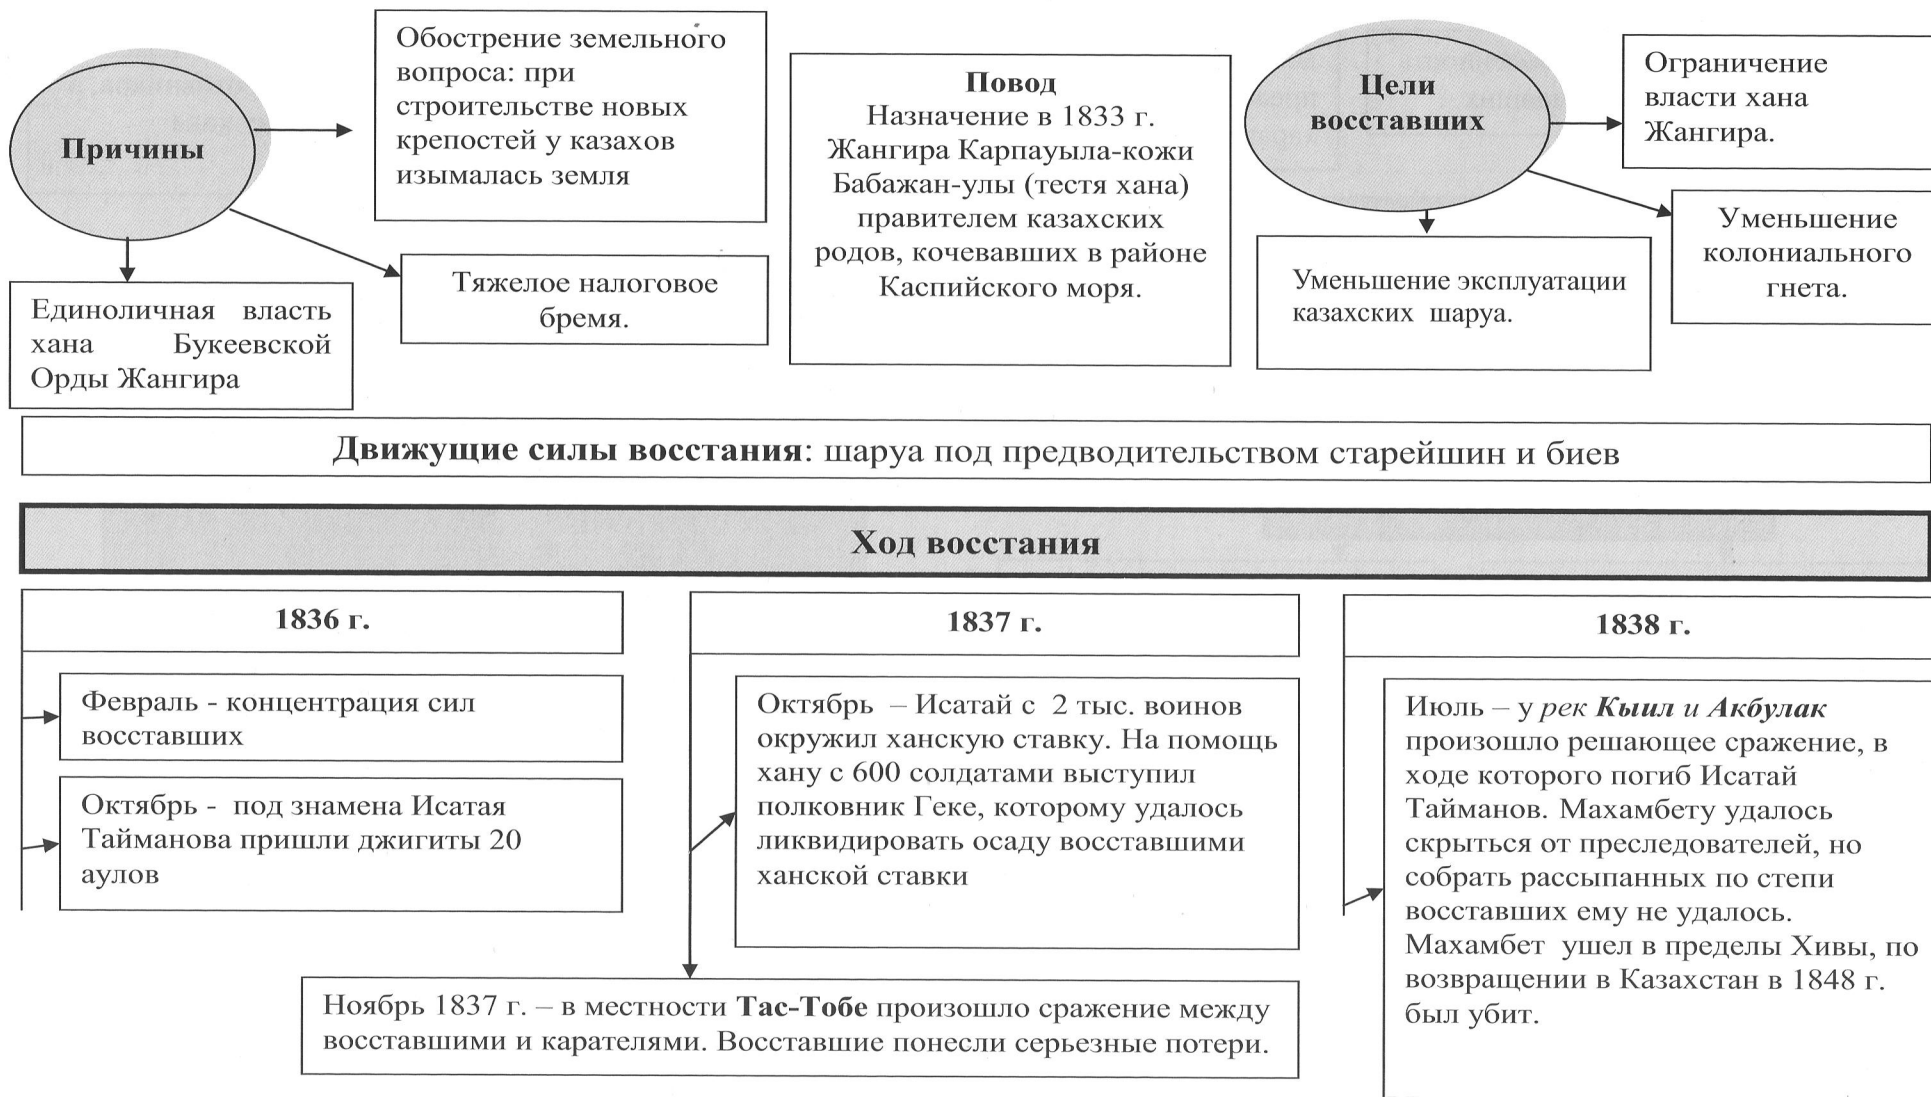 Причины
Обострение земельного
вопроса: при
строительстве новых
крепостей у казахов
изымалась земля
Тяжелое налоговое
бремя.
Единоличная власть
хана Букеевской
Орды Жангира
Повод
Назначение в 1833 г.
Жангира Карпауыла-кожи
Бабажан-улы (тестя хана)
правителем казахских
родов, кочевавших в районе
Каспийского моря.
Цели
восставших
Ограничение
власти хана
Жангира.
Уменьшение
колониального
гнета.
Уменьшение эксплуатации
казахских шаруа.
Движущие силы восстания: шаруа под предводительством старейшин и биев
Ход восстания
1836 г.
Февраль - концентрация сил
восставших
Октябрь - под знамена Исатая
Тайманова пришли джигиты 20
аулов
1837 г.
Октябрь – Исатай с 2 тыс. воинов
окружил ханскую ставку. На помощь
хану с 600 солдатами выступил
полковник Геке, которому удалось
ликвидировать осаду восставшими
ханской ставки
Ноябрь 1837 г. – в местности Тас-Тобе произошло сражение между
восставшими и карателями. Восставшие понесли серьезные потери.
1838 г.
Июль – у рек Кыил и Акбулак
произошло решающее сражение, в
ходе которого погиб Исатай
Тайманов. Махамбету удалось
скрыться от преследователей, но
собрать рассыпанных по степи
восставших ему не удалось.
Махамбет ушел в пределы Хивы, по
возвращении в Казахстан в 1848 г.
был убит.